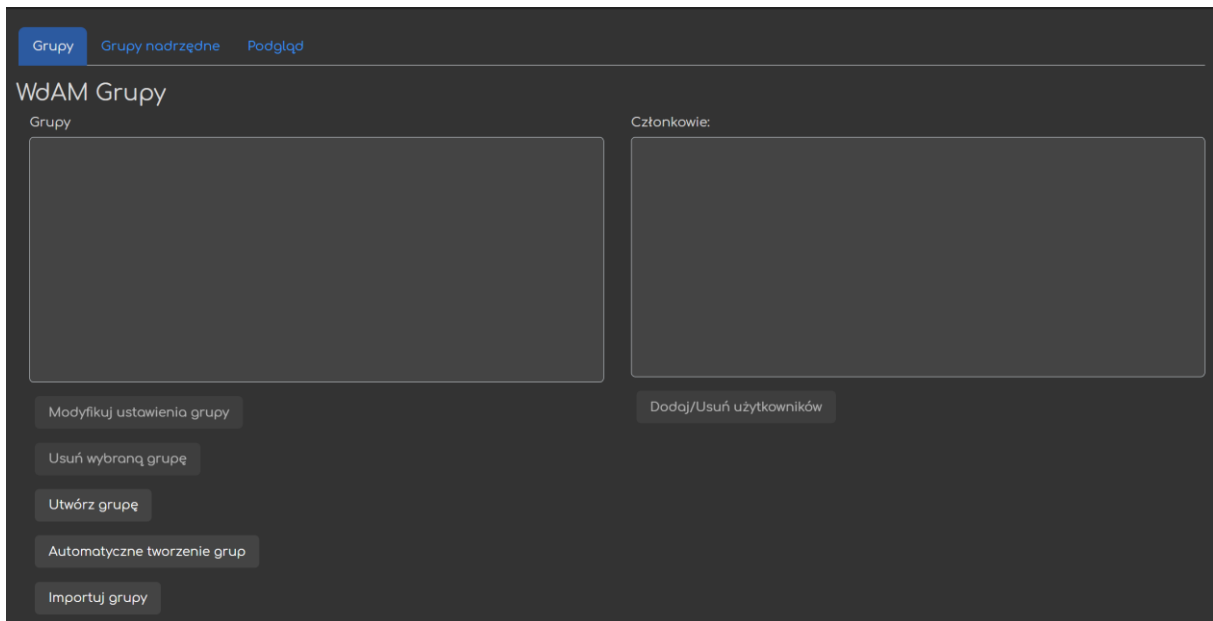 Grupy Grupy nadrzędne Podgląd
WdAM Grupy
Grupy
Członkowie:
Modyfikuj ustawienia grupy
Dodaj/Usuń użytkowników
Usuń wybraną grupę
Utwórz grupę
Automatyczne tworzenie grup
Importuj grupy